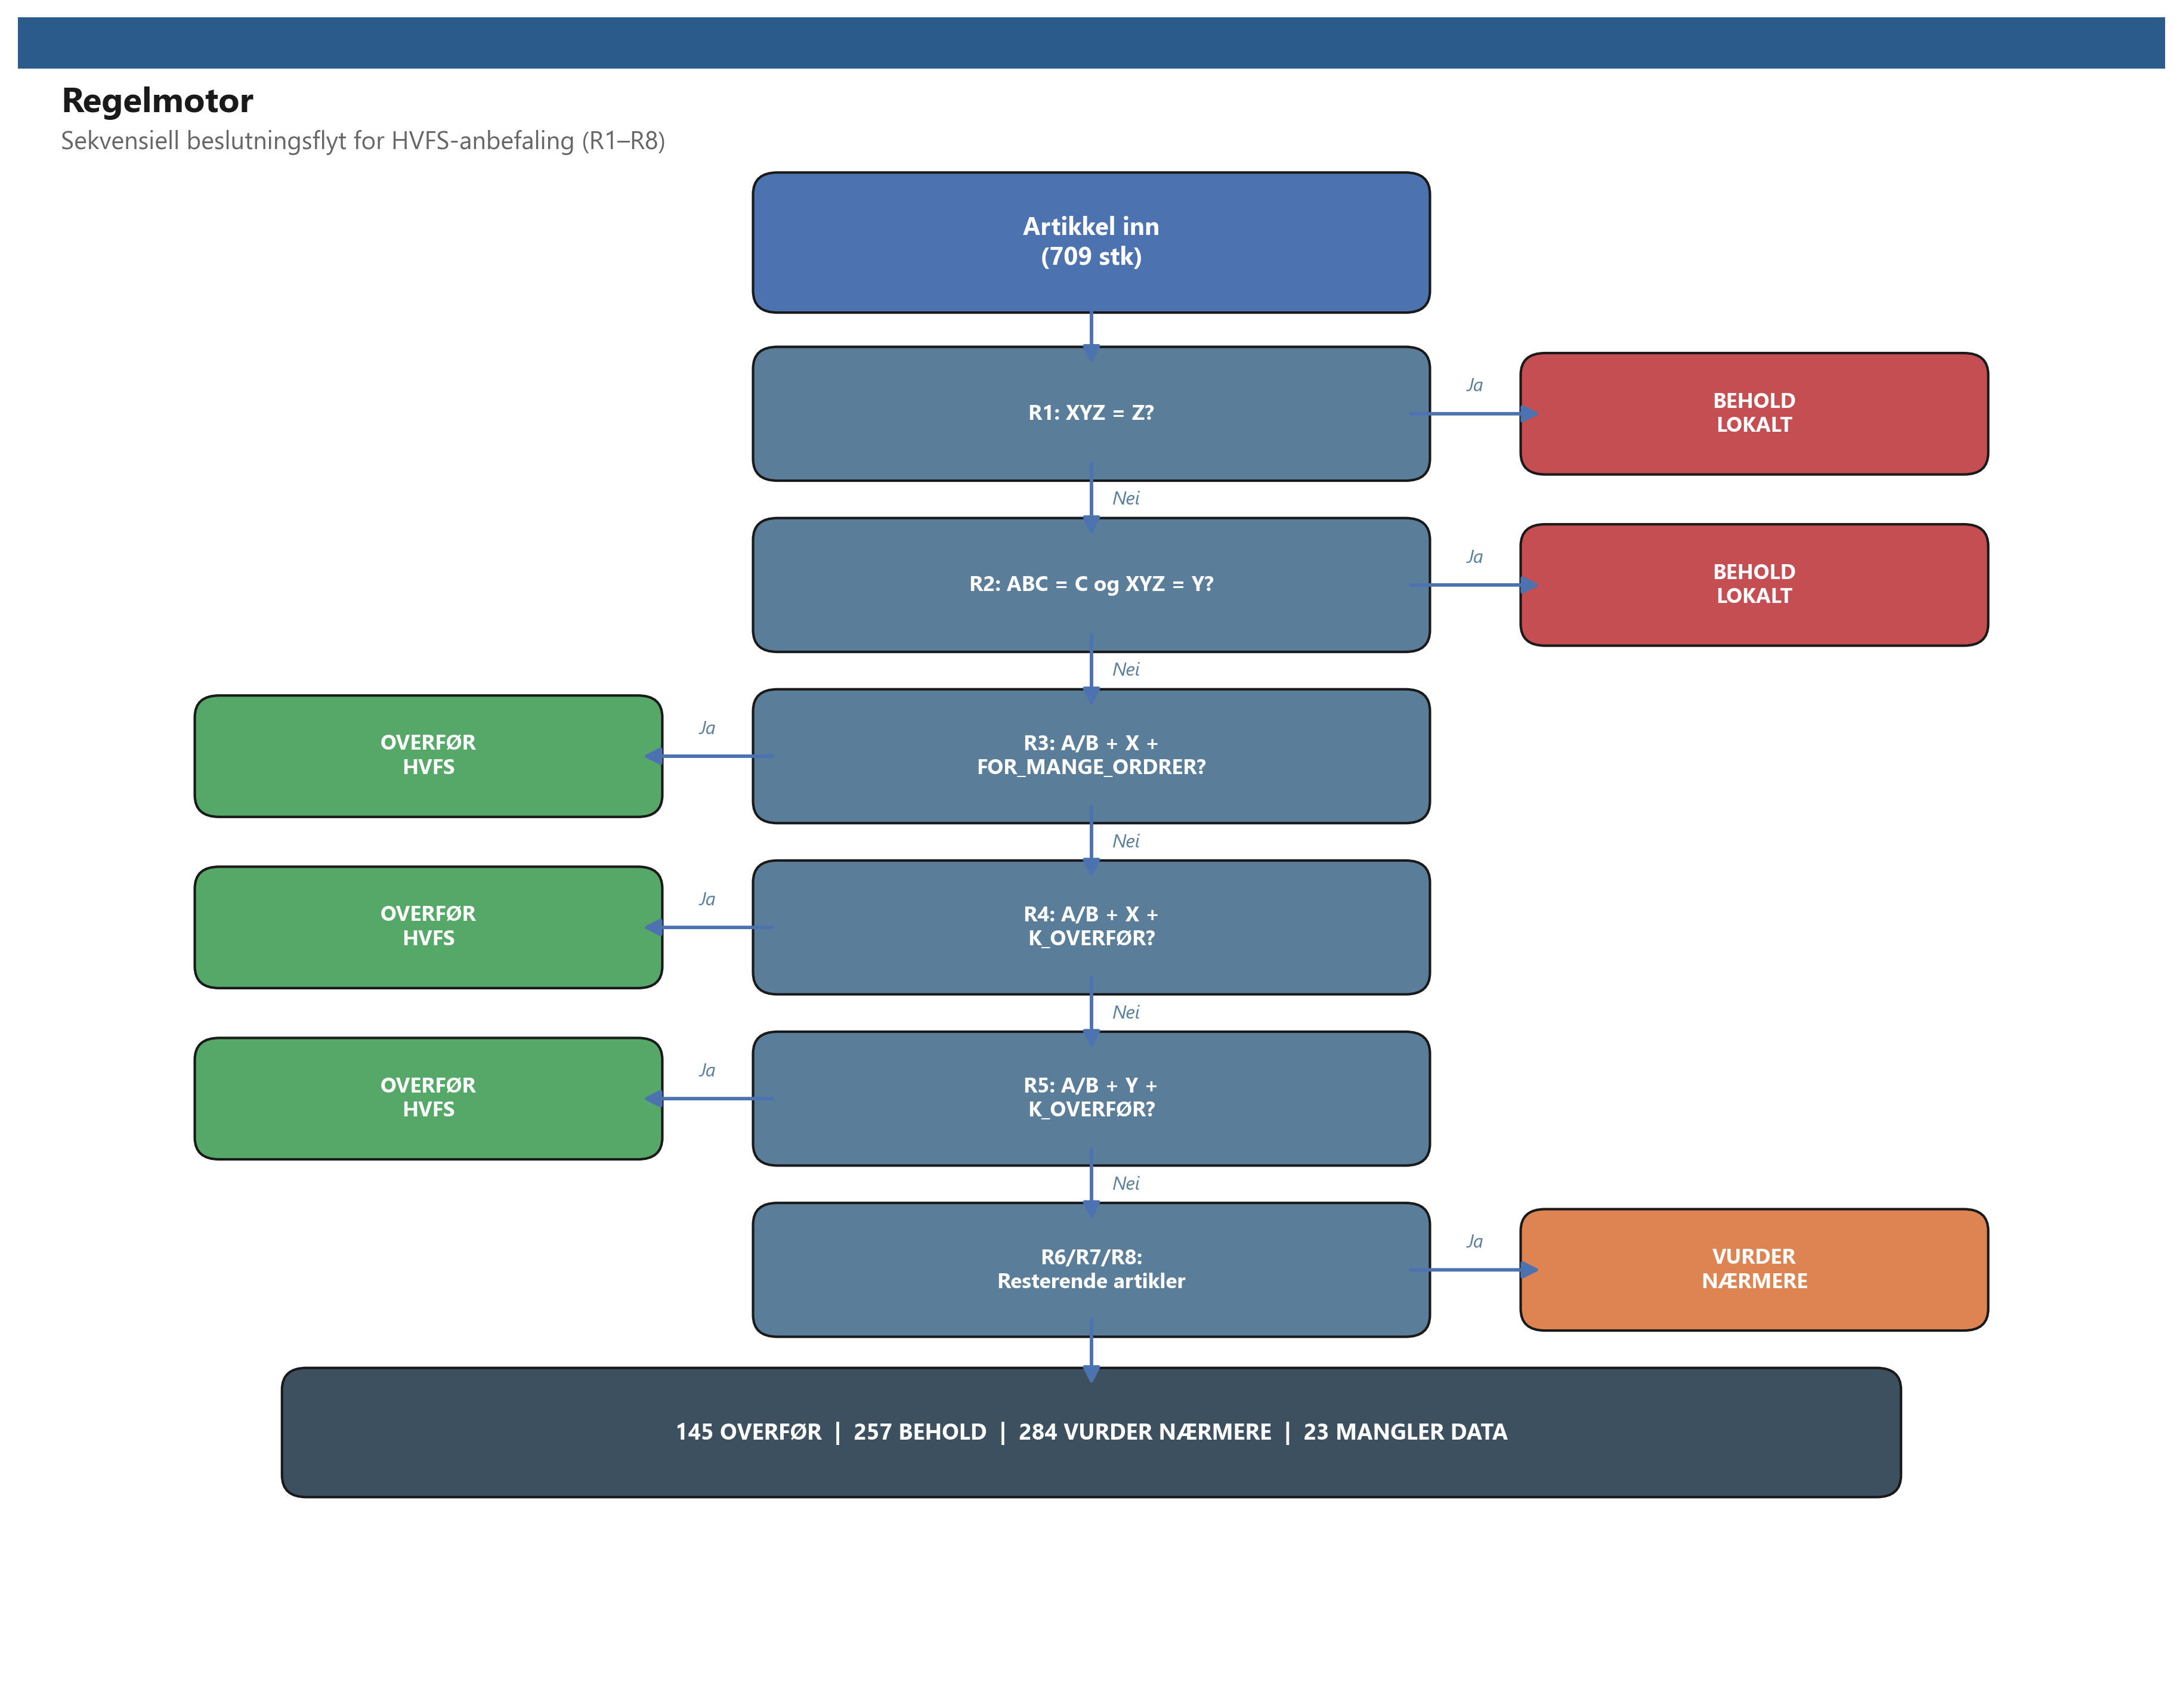 Regelmotor
Sekvensiell beslutningsflyt for HVFS-anbefaling (R1–R8)
Artikkel inn
(709 stk)
R1: XYZ = Z?
Ja
BEHOLD
LOKALT
Nei
R2: ABC = C og XYZ = Y?
Ja
BEHOLD
LOKALT
Nei
R3: A/B + X +
FOR_MANGE_ORDRER?
Ja
OVERFØR
HVFS
Nei
R4: A/B + X +
K_OVERFØR?
Ja
OVERFØR
HVFS
Nei
R5: A/B + Y +
K_OVERFØR?
Ja
OVERFØR
HVFS
Nei
R6/R7/R8:
Resterende artikler
Ja
VURDER
NÆRMERE
145 OVERFØR | 257 BEHOLD | 284 VURDER NÆRMERE | 23 MANGLER DATA